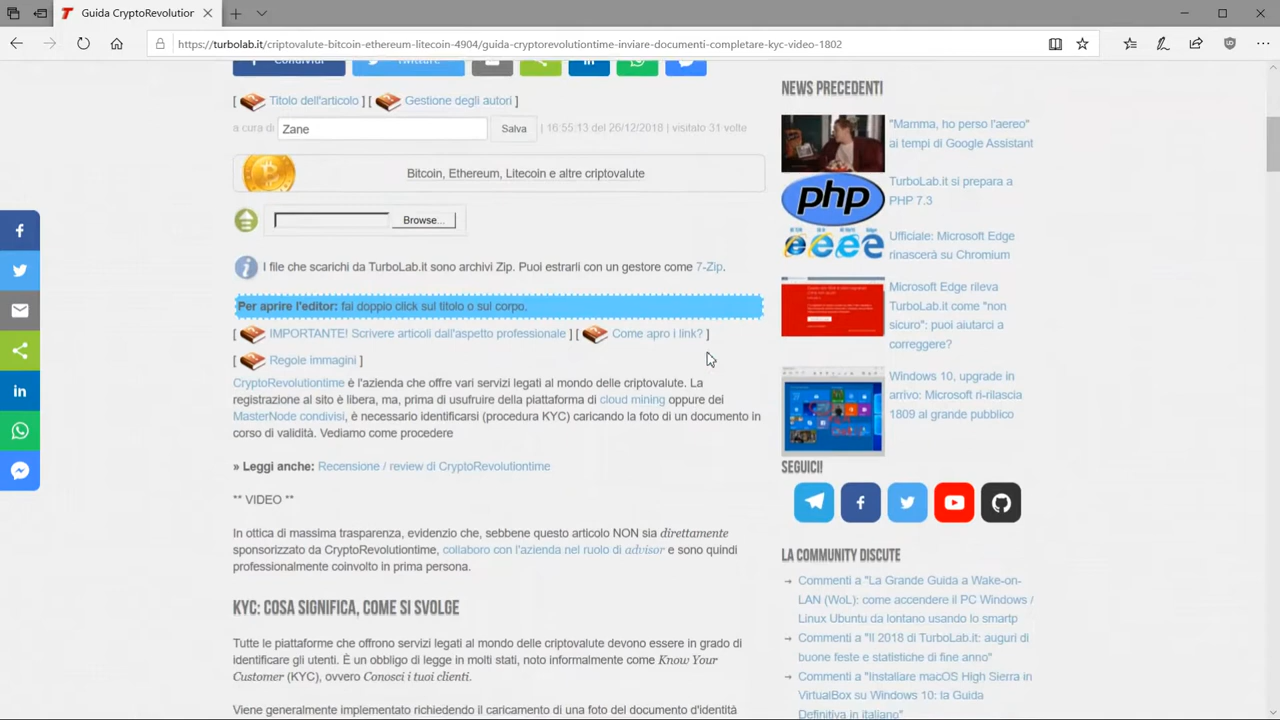 Guida CryptoRevolution
https://turbolab.it/criptovalute-bitcoin-ethereum-litecoin-4904/guida-cryptorevolutiontime-inviare-documenti-completare-kyc-video-1802
Condividi
Twitta
[ Titolo dell'articolo ] [ Gestione degli autori ]
a cura di Zane Salva | 16:55:13 del 26/12/2018 | visitato 31 volte
Bitcoin, Ethereum, Litecoin e altre criptovalute
Browse...
I file che scarichi da TurboLab.it sono archivi Zip. Puoi estrarli con un gestore come 7-Zip.
Per aprire l'editor: fai doppio click sul titolo o sul corpo.
[ IMPORTANTE! Scrivere articoli dall'aspetto professionale ] [ Come apro i link? ]
[ Regole immagini ]
CryptoRevolutiontime è l'azienda che offre vari servizi legati al mondo delle criptovalute. La
registrazione al sito è libera, ma, prima di usufruire della piattaforma di cloud mining oppure dei
MasterNode condivisi, è necessario identificarsi (procedura KYC) caricando la foto di un documento in
corso di validità. Vediamo come procedere
» Leggi anche: Recensione / review di CryptoRevolutiontime
** VIDEO **
In ottica di massima trasparenza, evidenzio che, sebbene questo articolo NON sia direttamente
sponsorizzato da CryptoRevolutiontime, collaboro con l'azienda nel ruolo di advisor e sono quindi
professionalmente coinvolto in prima persona.
KYC: COSA SIGNIFICA, COME SI SVOLGE
Tutte le piattaforme che offrono servizi legati al mondo delle criptovalute devono essere in grado di
identificare gli utenti. È un obbligo di legge in molti stati, noto informalmente come Know Your
Customer (KYC), ovvero Conosci i tuoi clienti.
Viene generalmente implementato richiedendo il caricamento di una foto del documento d'identità
NEWS PRECEDENTI
"Mamma, ho perso l'aereo"
ai tempi di Google Assistant
php
TurboLab.it si prepara a
PHP 7.3
Ufficiale: Microsoft Edge
rinascerà su Chromium
Microsoft Edge rileva
TurboLab.it come "non
sicuro": puoi aiutarci a
correggere?
Windows 10, upgrade in
arrivo: Microsoft ri-rilascia
1809 al grande pubblico
SEGUICI!
LA COMMUNITY DISCUTE
Commenti a "La Grande Guida a Wake-on-
LAN (WoL): come accendere il PC Windows /
Linux Ubuntu da lontano usando lo smartp
Commenti a "Il 2018 di TurboLab.it: auguri di
buone feste e statistiche di fine anno"
Commenti a "Installare macOS High Sierra in
VirtualBox su Windows 10: la Guida
Definitiva in italiano"